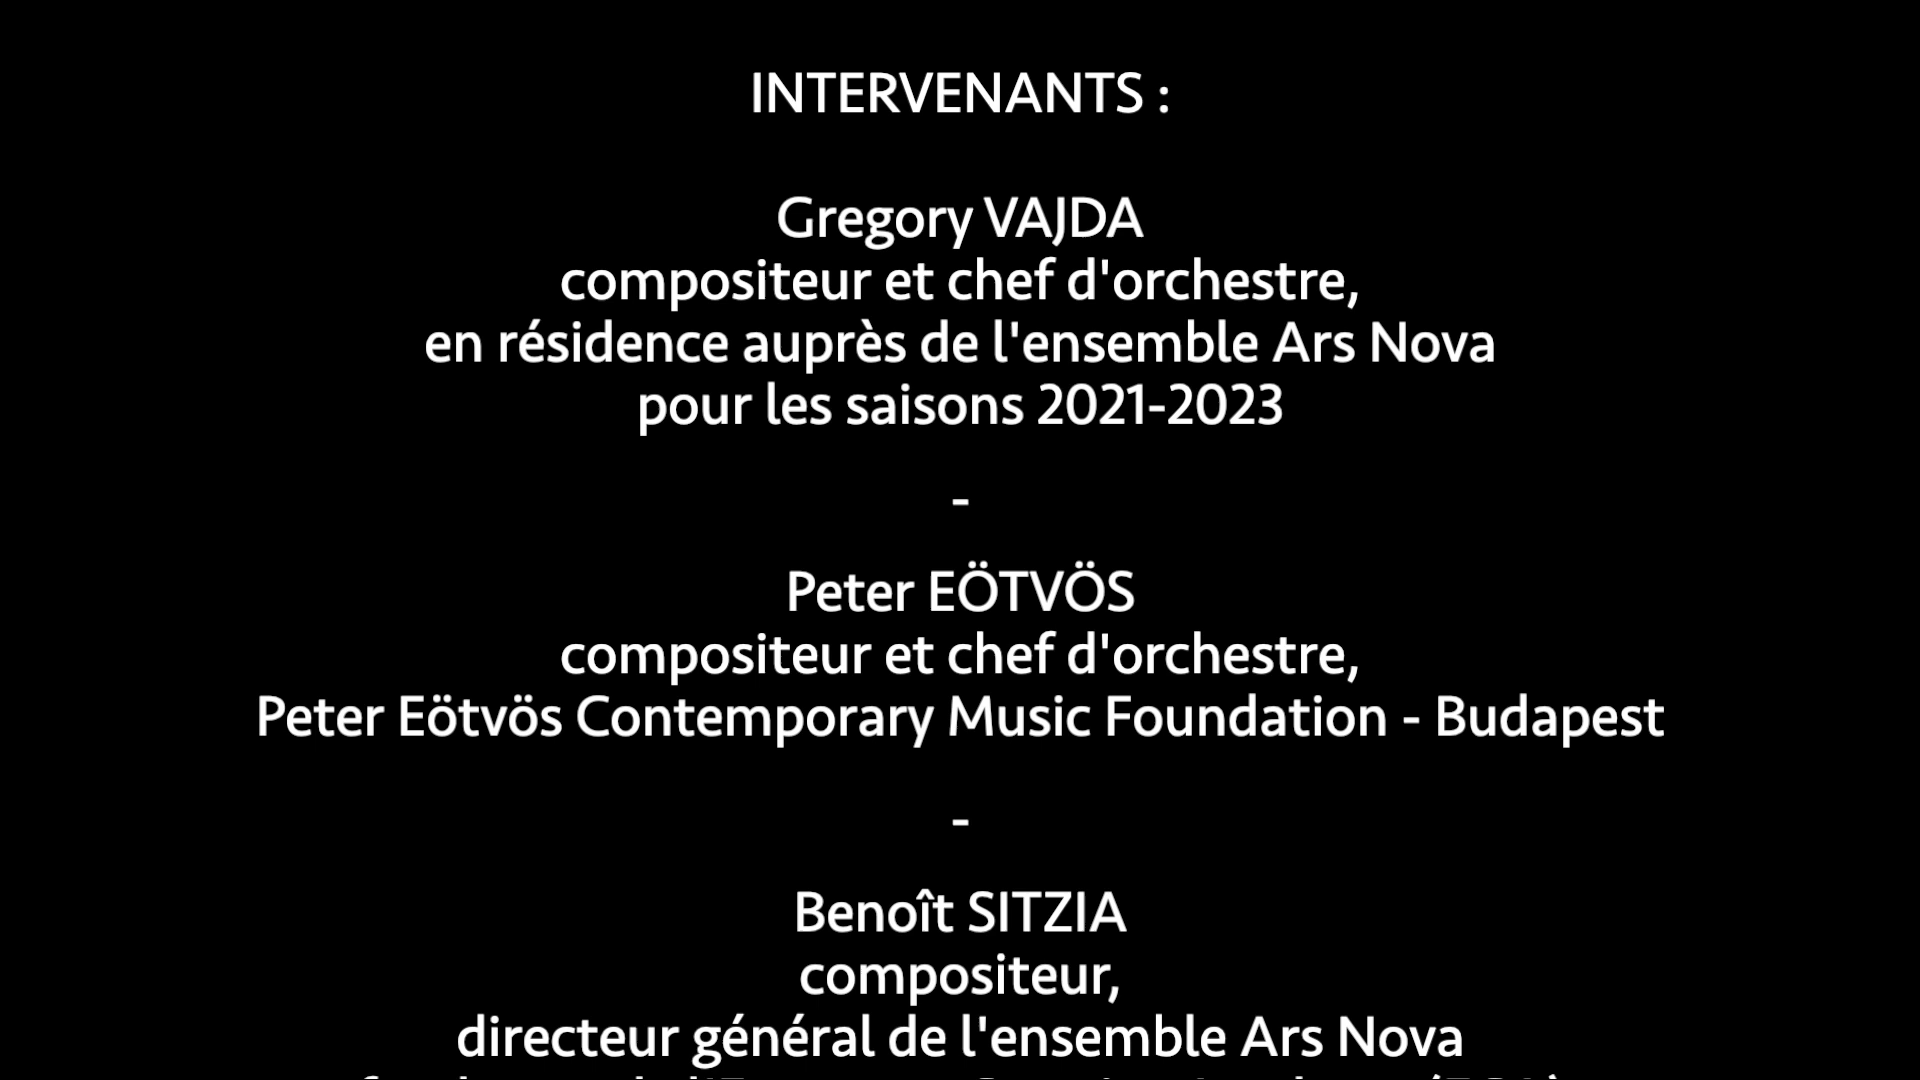 INTERVENANTS :
Gregory VAJDA
compositeur et chef d'orchestre,
en résidence auprès de l'ensemble Ars Nova
pour les saisons 2021-2023
-
Peter EÖTVÖS
compositeur et chef d'orchestre,
Peter Eötvös Contemporary Music Foundation - Budapest
-
Benoît SITZIA
compositeur,
directeur général de l'ensemble Ars Nova